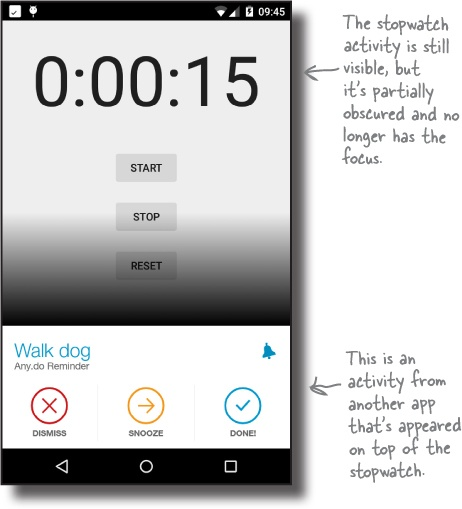 09:45
0:00:15
START
STOP
RESET
Walk dog
Any.do Reminder
DISMISS
SNOOZE
DONE!
The stopwatch
activity is still
visible, but
it's partially
obscured and no
longer has the
focus.
This is an
activity from
another app
that's appeared
on top of the
stopwatch.